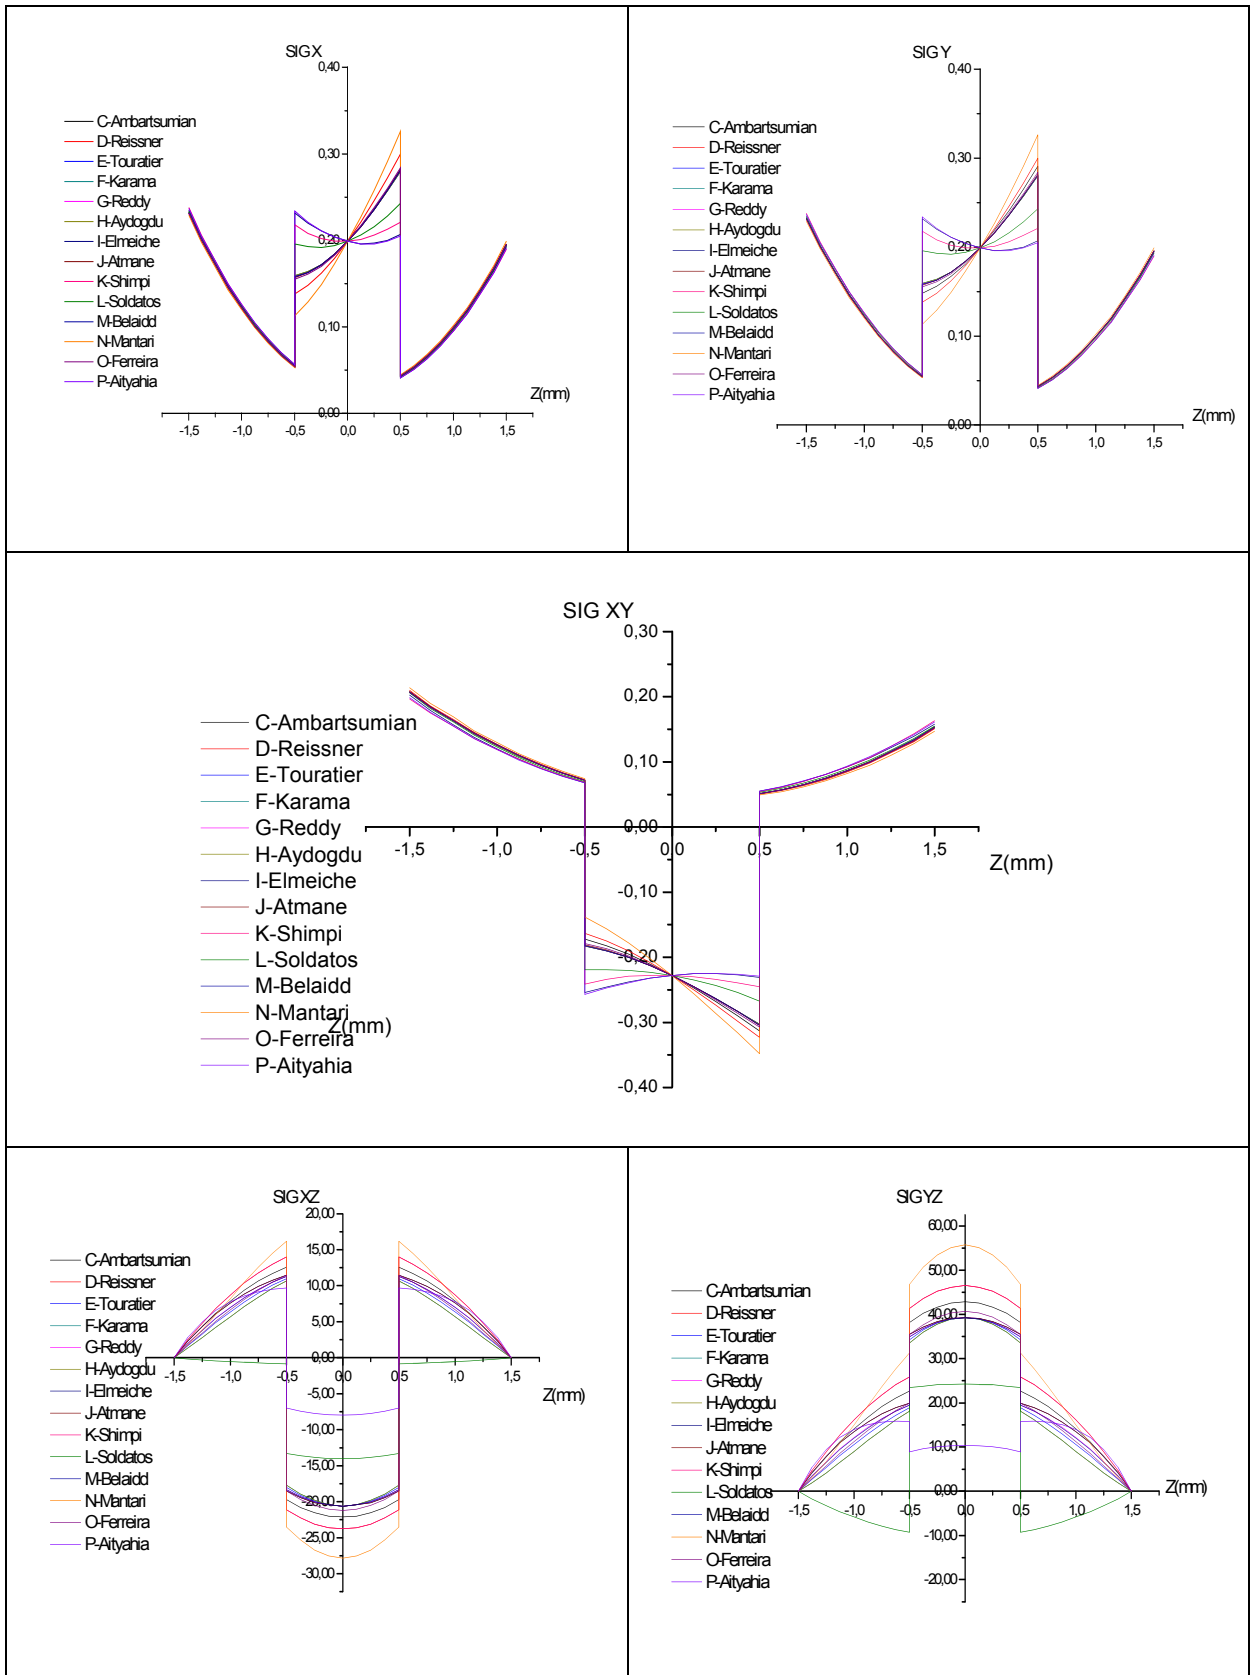 SIGX
0,40
C-Ambartsumian
D-Reissner
E-Touratier
F-Karama
G-Reddy
H-Aydogdu
I-Elmeiche
J-Atmane
K-Shimpi
L-Soldatos
M-Belaidd
N-Mantari
O-Ferreira
P-Aityahia
0,30
0,20
0,10
0,00
Z(mm)
-1,5 -1,0 -0,5 0,0 0,5 1,0 1,5
SIGY
0,40
C-Ambartsumian
D-Reissner
E-Touratier
F-Karama
G-Reddy
H-Aydogdu
I-Elmeiche
J-Atmane
K-Shimpi
L-Soldatos
M-Belaidd
N-Mantari
O-Ferreira
P-Aityahia
0,30
0,20
0,10
0,00
Z(mm)
-1,5 -1,0 -0,5 0,0 0,5 1,0 1,5
SIG XY
0,30
0,20
0,10
0,00
-0,10
-0,20
-0,30
-0,40
C-Ambartsumian
D-Reissner
E-Touratier
F-Karama
G-Reddy
H-Aydogdu
I-Elmeiche
J-Atmane
K-Shimpi
L-Soldatos
M-Belaidd
N-Mantari
Z(mm)
O-Ferreira
P-Aityahia
-1,5 -1,0 -0,5 0,0 0,5 1,0 1,5
Z(mm)
SIGXZ
20,00
15,00
10,00
5,00
0,00
-5,00
-10,00
-15,00
-20,00
-25,00
-30,00
C-Ambartsumian
D-Reissner
E-Touratier
F-Karama
G-Reddy
H-Aydogdu
I-Elmeiche
J-Atmane
K-Shimpi
L-Soldatos
M-Belaidd
N-Mantari
O-Ferreira
P-Aityahia
-1,5 -1,0 -0,5 0,0 0,5 1,0 1,5
Z(mm)
SIGYZ
60,00
50,00
40,00
30,00
20,00
10,00
0,00
-10,00
-20,00
C-Ambartsumian
D-Reissner
E-Touratier
F-Karama
G-Reddy
H-Aydogdu
I-Elmeiche
J-Atmane
K-Shimpi
L-Soldatos
M-Belaidd
N-Mantari
O-Ferreira
P-Aityahia
-1,5 -1,0 -0,5 0,0 0,5 1,0 1,5
Z(mm)